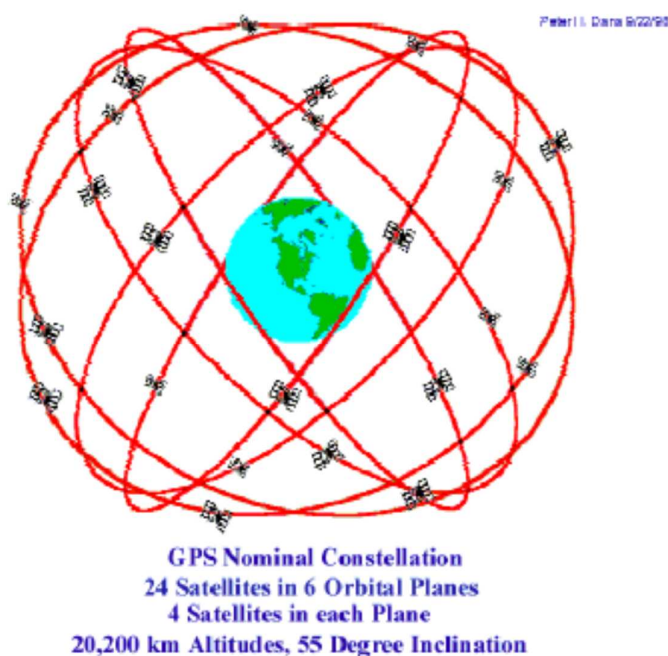 Peter H. Dana 9/22/98
GPS Nominal Constellation
24 Satellites in 6 Orbital Planes
4 Satellites in each Plane
20,200 km Altitudes, 55 Degree Inclination